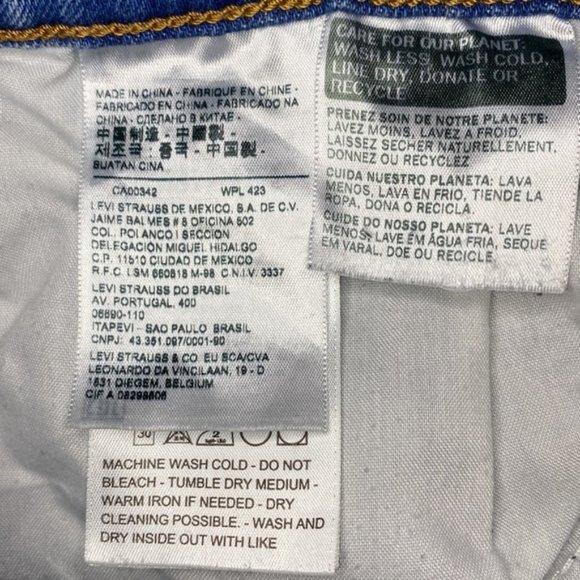 MADE IN CHINA - FABRIQUE EN CHINE -
FABRICADO EN CHINA - FABRICADO NA
CHINA - СДЕЛАНО В КИТАЕ -
中国制造 - 中國製 -
제조국: 중국 - 中国製 -
BUATAN CINA
CA00342 WPL 423
LEVI STRAUSS DE MEXICO, S.A. DE C.V.
JAIME BALMES # 8 OFICINA 502
COL. POLANCO I SECCION
DELEGACIÓN MIGUEL HIDALGO
C.P. 11510 CIUDAD DE MEXICO
R.F.C. LSM 660818 M-98 C.N.I.V. 3337
LEVI STRAUSS DO BRASIL
AV. PORTUGAL, 400
06690-110
ITAPEVI - SAO PAULO BRASIL
CNPJ: 43.351.097/0001-90
LEVI STRAUSS & CO. EU BCA/CVA
LEONARDO DA VINCILAAN, 19 - D
1831 DIEGEM, BELGIUM
CIF A 08298606
CARE FOR OUR PLANET:
WASH LESS, WASH COLD,
LINE DRY, DONATE OR
RECYCLE
PRENEZ SOIN DE NOTRE PLANETE:
LAVEZ MOINS, LAVEZ A FROID,
LAISSEZ SECHER NATURELLEMENT,
DONNEZ OU RECYCLEZ
CUIDA NUESTRO PLANETA: LAVA
MENOS, LAVA EN FRIO, TIENDE LA
ROPA, DONA O RECICLA.
CUIDE DO NOSSO PLANETA: LAVE
MENOS, LAVE EM ÁGUA FRIA, SEQUE
EM VARAL, DOE OU RECICLE.
30 2
MACHINE WASH COLD - DO NOT
BLEACH - TUMBLE DRY MEDIUM -
WARM IRON IF NEEDED - DRY
CLEANING POSSIBLE. - WASH AND
DRY INSIDE OUT WITH LIKE